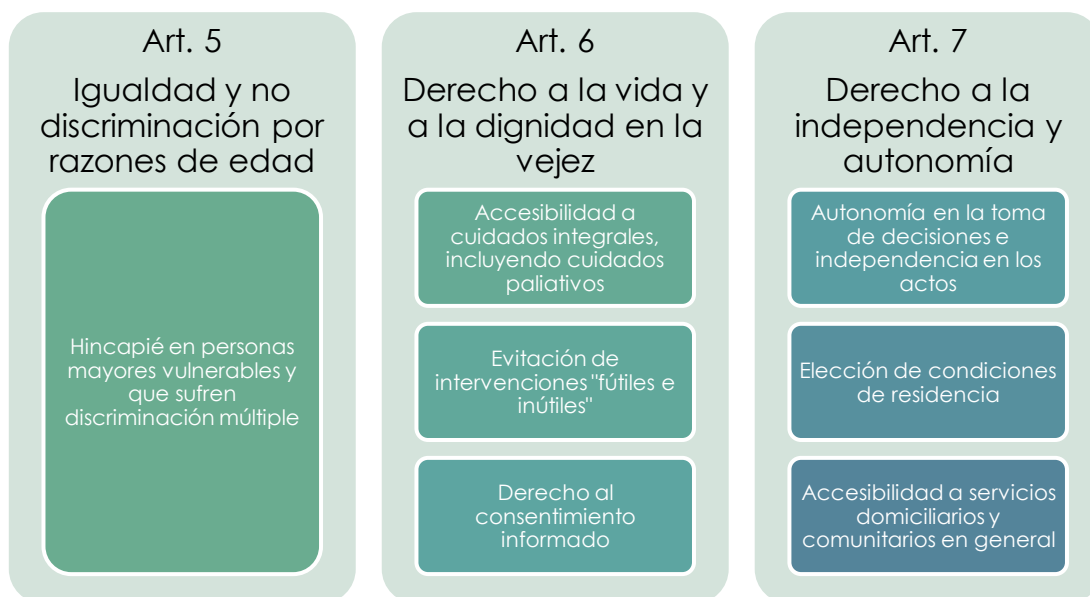 Art. 5
Igualdad y no
discriminación por
razones de edad
Hincapié en personas
mayores vulnerables y
que sufren
discriminación múltiple
Art. 6
Derecho a la vida y
a la dignidad en la
vejez
Accesibilidad a
cuidados integrales,
incluyendo cuidados
paliativos
Evitación de
intervenciones "fútiles e
inútiles"
Derecho al
consentimiento
informado
Art. 7
Derecho a la
independencia y
autonomía
Autonomía en la toma
de decisiones e
independencia en los
actos
Elección de condiciones
de residencia
Accesibilidad a servicios
domiciliarios y
comunitarios en general